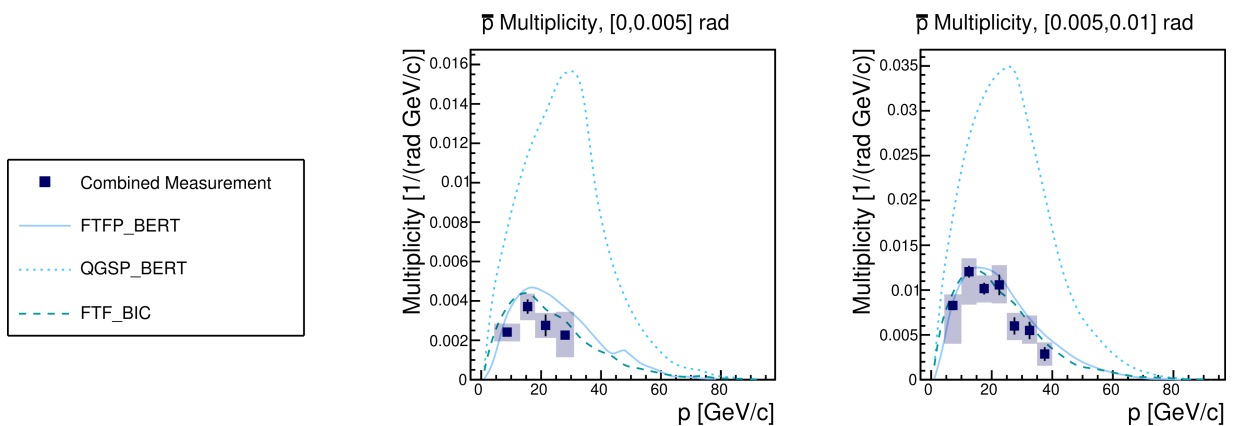 Combined Measurement
FTFP_BERT
QGSP_BERT
FTF_BIC
p̅ Multiplicity, [0,0.005] rad
Multiplicity [1/(rad GeV/c)]
0.016
0.014
0.012
0.01
0.008
0.006
0.004
0.002
0
0 20 40 60 80
p [GeV/c]
p̅ Multiplicity, [0.005,0.01] rad
Multiplicity [1/(rad GeV/c)]
0.035
0.03
0.025
0.02
0.015
0.01
0.005
0
0 20 40 60 80
p [GeV/c]